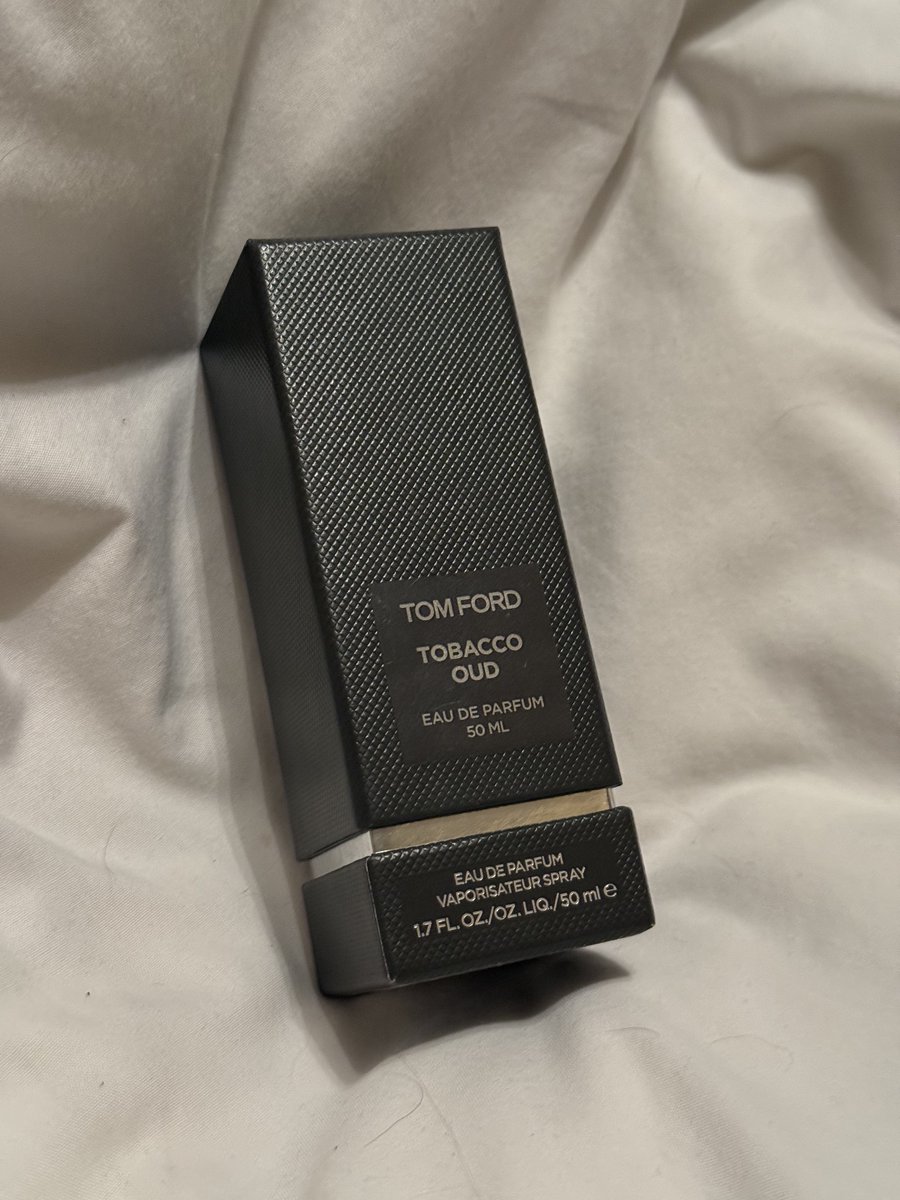 TOM FORD
TOBACCO
OUD
EAU DE PARFUM
50 ML
EAU DE PARFUM
VAPORISATEUR SPRAY
1.7 FL. OZ./OZ. LIQ./50 ml ℮